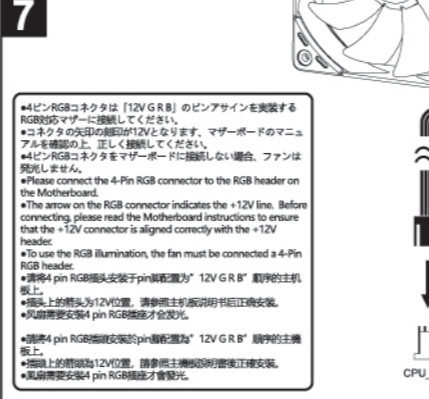 7
●4ピンRGBコネクタは「12V G R B」のピンアサインを実装する
RGB対応マザーに接続してください。
●コネクタの矢印の刻印が12Vとなります、マザーボードのマニュ
アルを確認の上、正しく接続してください。
●4ピンRGBコネクタをマザーボードに接続しない場合、ファンは
発光しません。
●Please connect the 4-Pin RGB connector to the RGB header on
the Motherboard.
●The arrow on the RGB connector indicates the +12V line. Before
connecting, please read the Motherboard instructions to ensure
that the +12V connector is aligned correctly with the +12V
header.
●To use the RGB illumination, the fan must be connected a 4-Pin
RGB header.
●请将4 pin RGB插头安装于pin脚配置为" 12V G R B" 顺序的主机
板上。
●插头上的箭头为12V位置，请参照主机板说明书后正确安装。
●风扇需要安装4 pin RGB插座才会发光。
●請將4 pin RGB插頭安裝於pin腳配置為" 12V G R B" 順序的主機
板上。
●插頭上的箭頭為12V位置，請參照主機板說明書後正確安裝。
●風扇需要安裝4 pin RGB插座才會發光。
CPU_